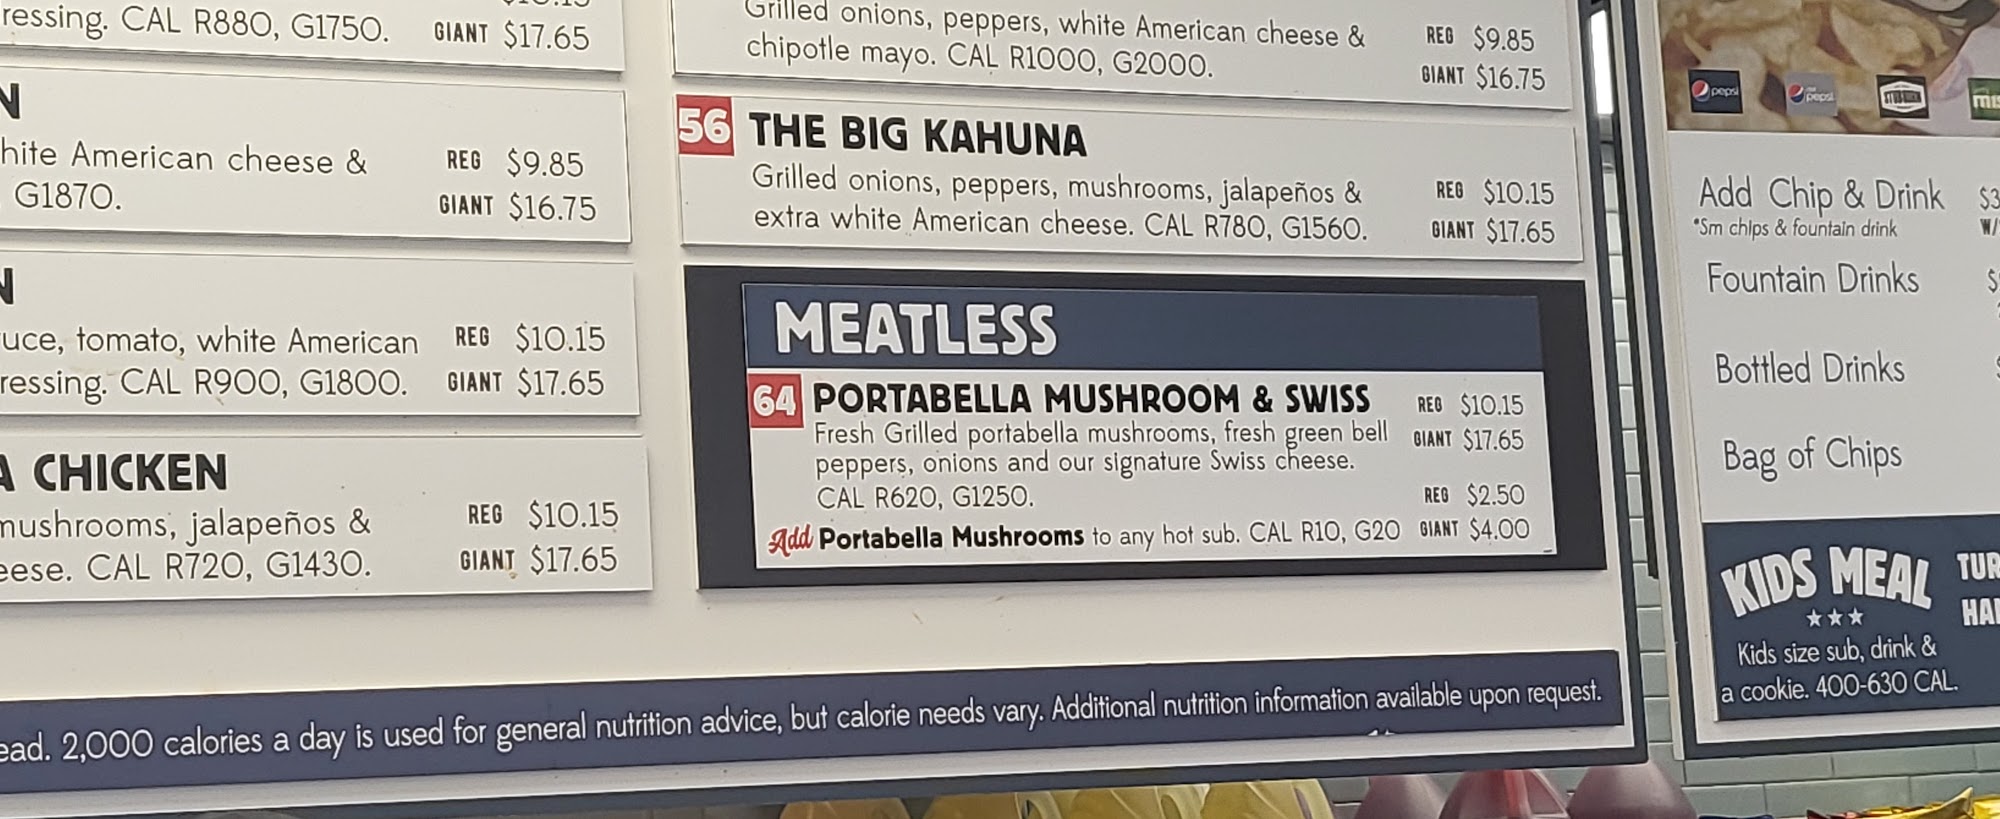 ressing. CAL R880, G1750. GIANT $17.65
N
hite American cheese & REG $9.85
G1870. GIANT $16.75
N
uce, tomato, white American REG $10.15
ressing. CAL R900, G1800. GIANT $17.65
A CHICKEN
mushrooms, jalapeños & REG $10.15
eese. CAL R720, G1430. GIANT $17.65
Grilled onions, peppers, white American cheese & REG $9.85
chipotle mayo. CAL R1000, G2000. GIANT $16.75
56 THE BIG KAHUNA
Grilled onions, peppers, mushrooms, jalapeños & REG $10.15
extra white American cheese. CAL R780, G1560. GIANT $17.65
MEATLESS
64 PORTABELLA MUSHROOM & SWISS REG $10.15
Fresh Grilled portabella mushrooms, fresh green bell GIANT $17.65
peppers, onions and our signature Swiss cheese.
CAL R620, G1250. REG $2.50
Add Portabella Mushrooms to any hot sub. CAL R10, G20 GIANT $4.00
ead. 2,000 calories a day is used for general nutrition advice, but calorie needs vary. Additional nutrition information available upon request.
pepsi pepsi
Add Chip & Drink $3
*Sm chips & fountain drink W/
Fountain Drinks $
Bottled Drinks
Bag of Chips
KIDS MEAL TUR
HA
Kids size sub, drink &
a cookie. 400-630 CAL.